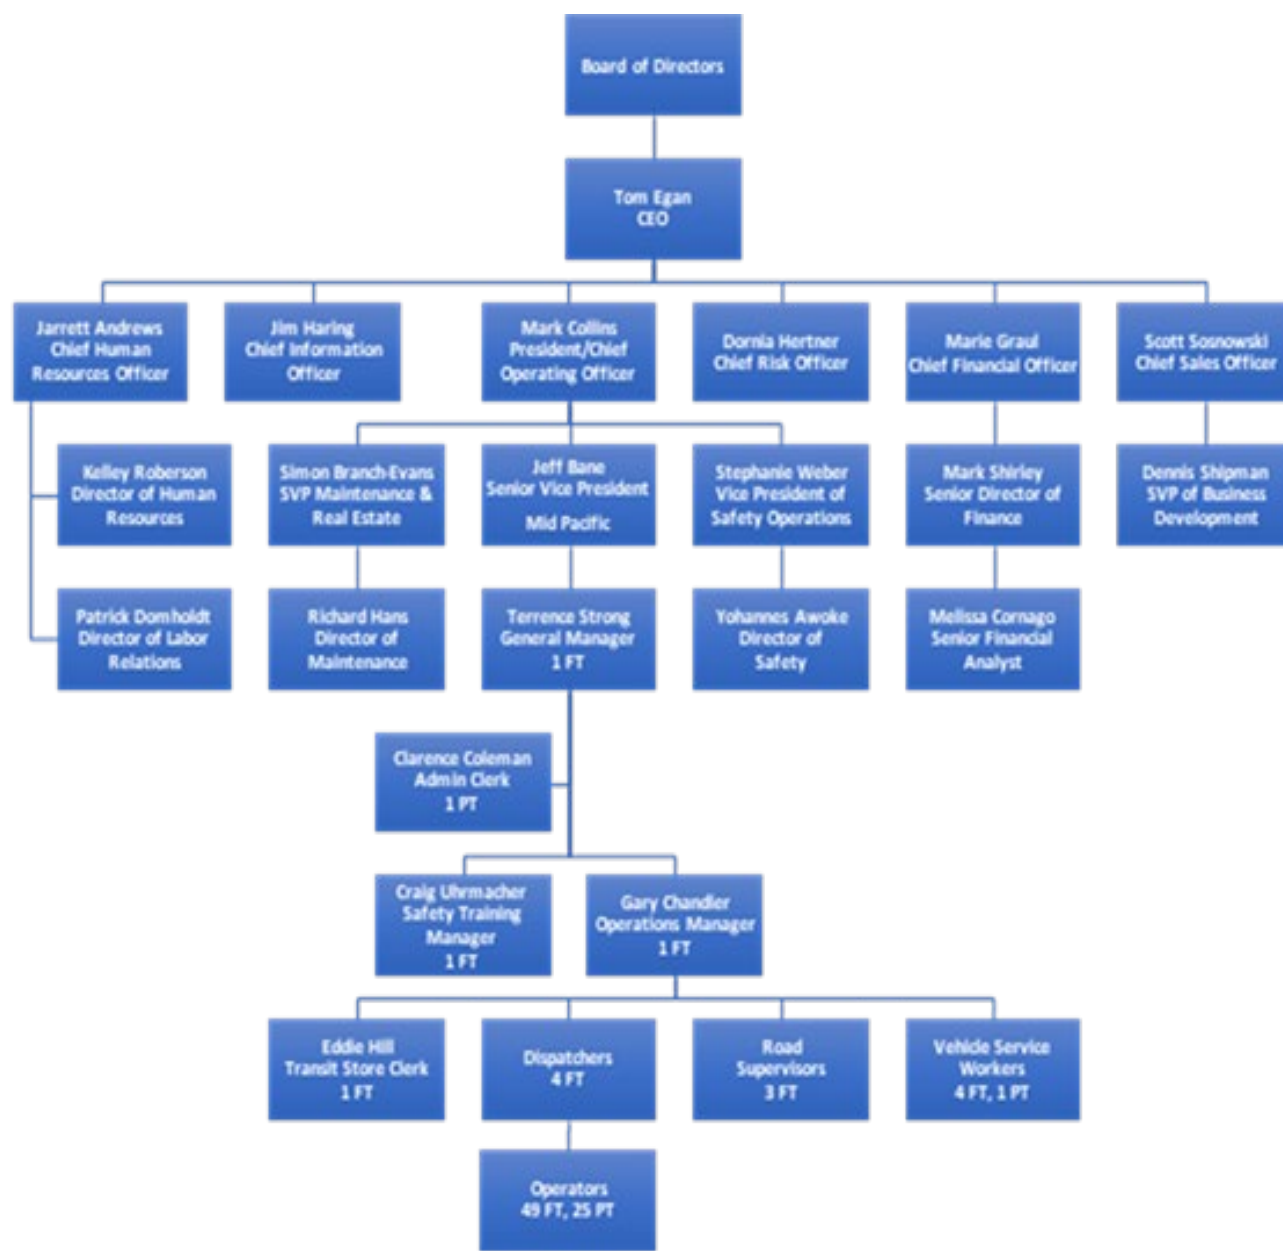 Board of Directors
Tom Egan
CEO
Jarrett Andrews
Chief Human
Resources Officer
Jim Haring
Chief Information
Officer
Mark Collins
President/Chief
Operating Officer
Dornia Hertner
Chief Risk Officer
Marie Graul
Chief Financial Officer
Scott Sosnowski
Chief Sales Officer
Kelley Roberson
Director of Human
Resources
Simon Branch-Evans
SVP Maintenance &
Real Estate
Jeff Bane
Senior Vice President
Mid Pacific
Stephanie Weber
Vice President of
Safety Operations
Mark Shirley
Senior Director of
Finance
Dennis Shipman
SVP of Business
Development
Patrick Domholdt
Director of Labor
Relations
Richard Hans
Director of
Maintenance
Terrence Strong
General Manager
1 FT
Yohannes Awoke
Director of
Safety
Melissa Cornago
Senior Financial
Analyst
Clarence Coleman
Admin Clerk
1 PT
Craig Uhrmacher
Safety Training
Manager
1 FT
Gary Chandler
Operations Manager
1 FT
Eddie Hill
Transit Store Clerk
1 FT
Dispatchers
4 FT
Road
Supervisors
3 FT
Vehicle Service
Workers
4 FT, 1 PT
Operators
49 FT, 25 PT